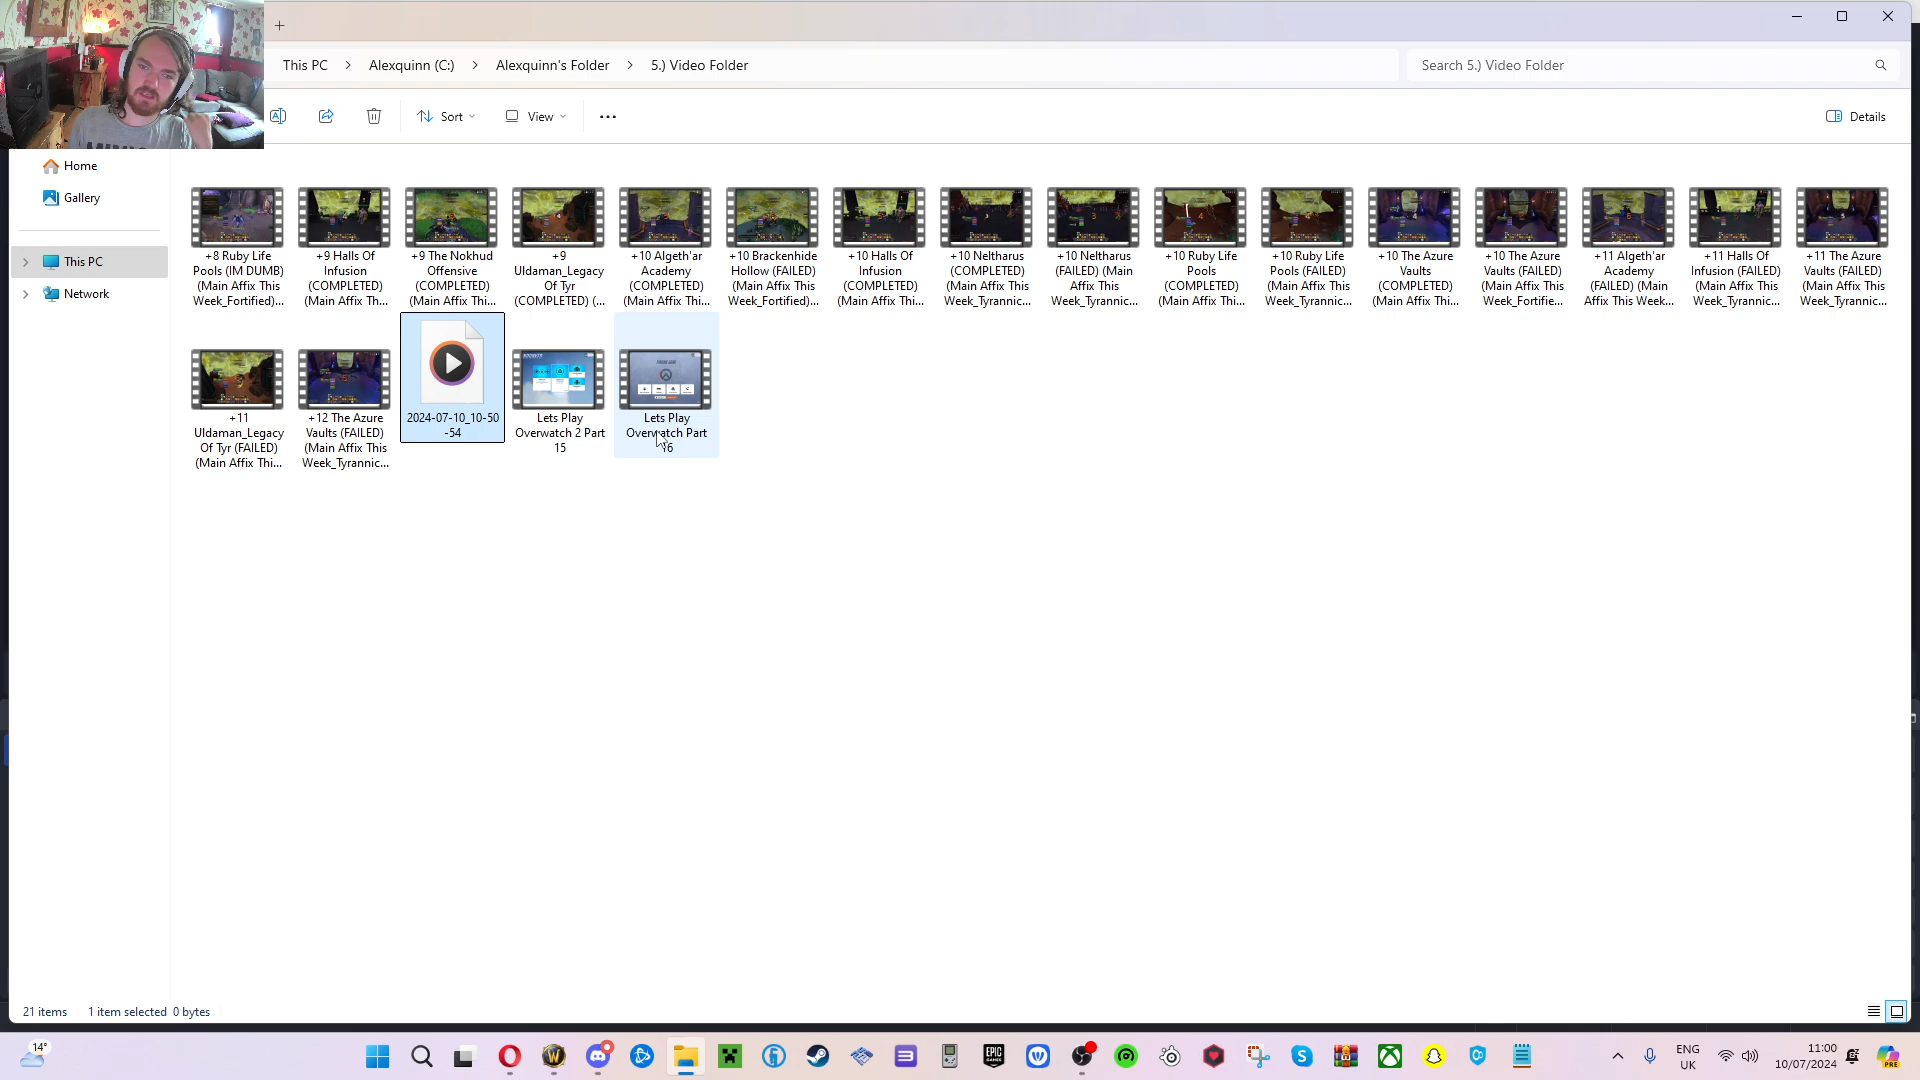 This PC > Alexquinn (C:) > Alexquinn's Folder > 5.) Video Folder
Search 5.) Video Folder
Sort
View
Details
Home
Gallery
This PC
Network
+8 Ruby Life
Pools (IM DUMB)
(Main Affix This
Week_Fortified)...
+9 Halls Of
Infusion
(COMPLETED)
(Main Affix Th...
+9 The Nokhud
Offensive
(COMPLETED)
(Main Affix Thi...
+9
Uldaman_Legacy
Of Tyr
(COMPLETED) (...
+10 Algeth'ar
Academy
(COMPLETED)
(Main Affix Thi...
+10 Brackenhide
Hollow (FAILED)
(Main Affix This
Week_Fortified)...
+10 Halls Of
Infusion
(COMPLETED)
(Main Affix Thi...
+10 Neltharus
(COMPLETED)
(Main Affix This
Week_Tyrannic...
+10 Neltharus
(FAILED) (Main
Affix This
Week_Tyrannic...
+10 Ruby Life
Pools
(COMPLETED)
(Main Affix Thi...
+10 Ruby Life
Pools (FAILED)
(Main Affix This
Week_Tyrannic...
+10 The Azure
Vaults
(COMPLETED)
(Main Affix Thi...
+10 The Azure
Vaults (FAILED)
(Main Affix This
Week_Fortifie...
+11 Algeth'ar
Academy
(FAILED) (Main
Affix This Week...
+11 Halls Of
Infusion (FAILED)
(Main Affix This
Week_Tyrannic...
+11 The Azure
Vaults (FAILED)
(Main Affix This
Week_Tyrannic...
+11
Uldaman_Legacy
Of Tyr (FAILED)
(Main Affix Thi...
+12 The Azure
Vaults (FAILED)
(Main Affix This
Week_Tyrannic...
2024-07-10_10-50
-54
Lets Play
Overwatch 2 Part
15
Lets Play
Overwatch Part
16
21 items
1 item selected 0 bytes
14°
EPIC
GAMES
ENG
UK
11:00
10/07/2024
PRE